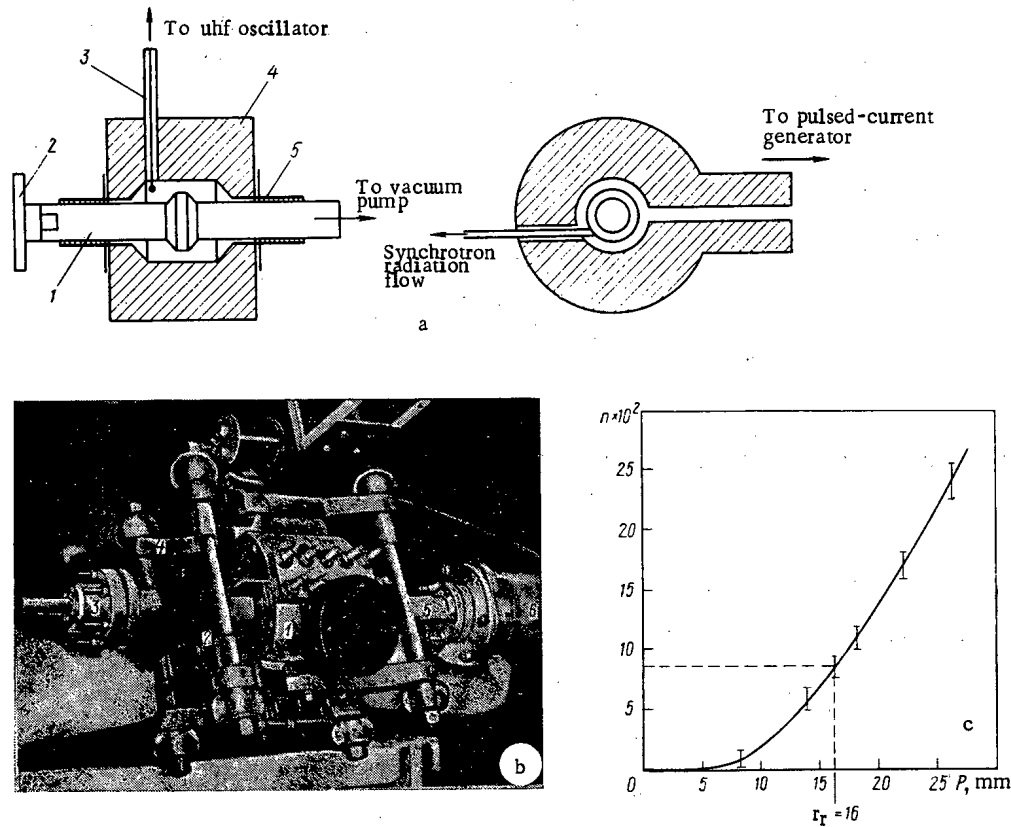 To uhf oscillator
3
4
2
5
1
To vacuum
pump
To pulsed-current
generator
Synchrotron
radiation
flow
a
b
n×10²
25
20
15
10
5
0
5
10
15
20
25
P, mm
r_r = 16
c